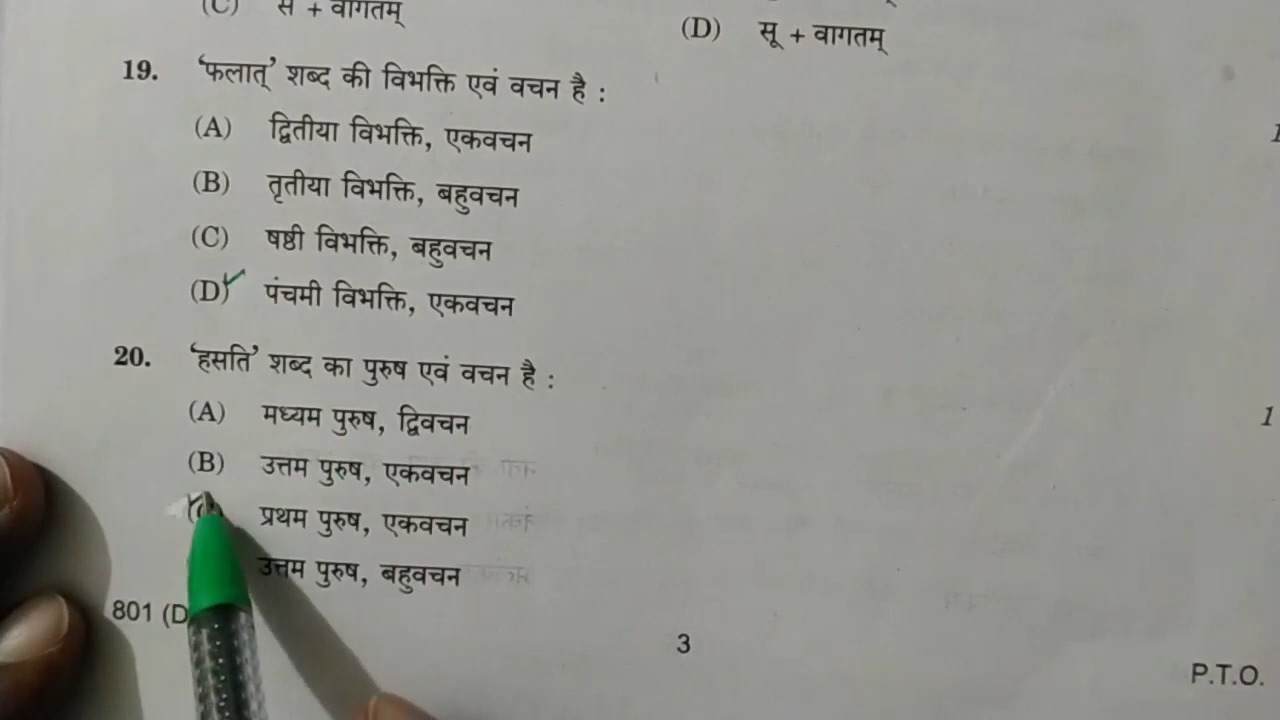 (C) स + वागतम्
(D) सू + वागतम्
19. 'फलात्' शब्द की विभक्ति एवं वचन है :
(A) द्वितीया विभक्ति, एकवचन
(B) तृतीया विभक्ति, बहुवचन
(C) षष्ठी विभक्ति, बहुवचन
(D) पंचमी विभक्ति, एकवचन
20. 'हसति' शब्द का पुरुष एवं वचन है :
(A) मध्यम पुरुष, द्विवचन
1
(B) उत्तम पुरुष, एकवचन
प्रथम पुरुष, एकवचन
उत्तम पुरुष, बहुवचन
801 (D
3
P.T.O.